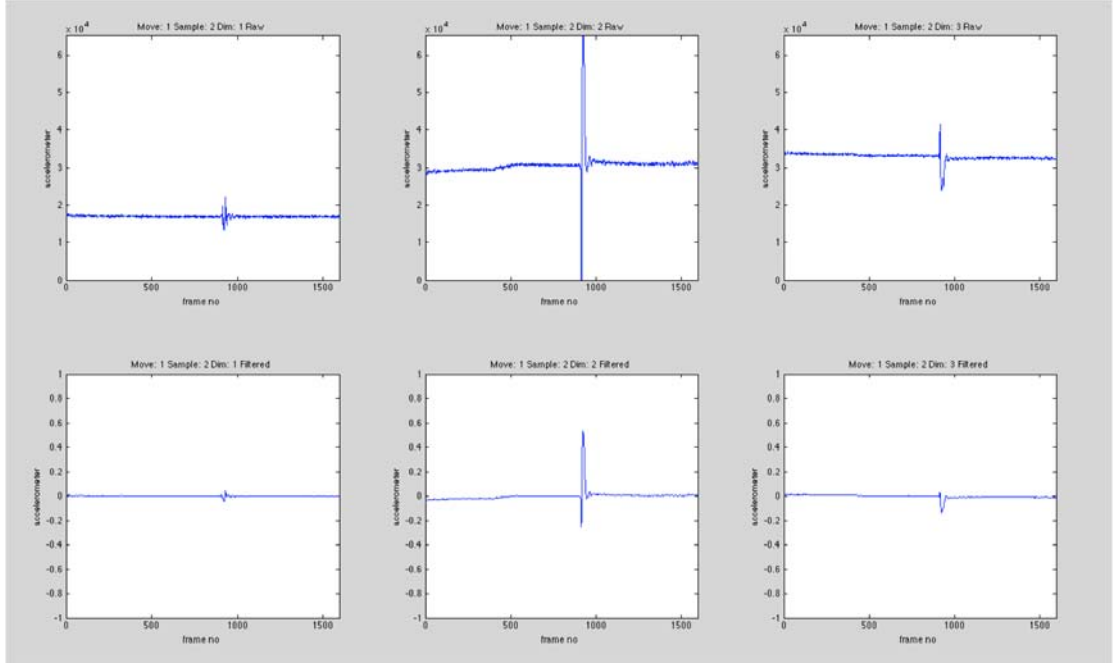 Move: 1 Sample: 2 Dim: 1 Raw
x 10^4
6
5
4
3
2
1
0
accelerometer
0 500 1000 1500
frame no
Move: 1 Sample: 2 Dim: 2 Raw
x 10^4
6
5
4
3
2
1
0
accelerometer
0 500 1000 1500
frame no
Move: 1 Sample: 2 Dim: 3 Raw
x 10^4
6
5
4
3
2
1
0
accelerometer
0 500 1000 1500
frame no
Move: 1 Sample: 2 Dim: 1 Filtered
1
0.8
0.6
0.4
0.2
0
-0.2
-0.4
-0.6
-0.8
-1
accelerometer
0 500 1000 1500
frame no
Move: 1 Sample: 2 Dim: 2 Filtered
1
0.8
0.6
0.4
0.2
0
-0.2
-0.4
-0.6
-0.8
-1
accelerometer
0 500 1000 1500
frame no
Move: 1 Sample: 2 Dim: 3 Filtered
1
0.8
0.6
0.4
0.2
0
-0.2
-0.4
-0.6
-0.8
-1
accelerometer
0 500 1000 1500
frame no